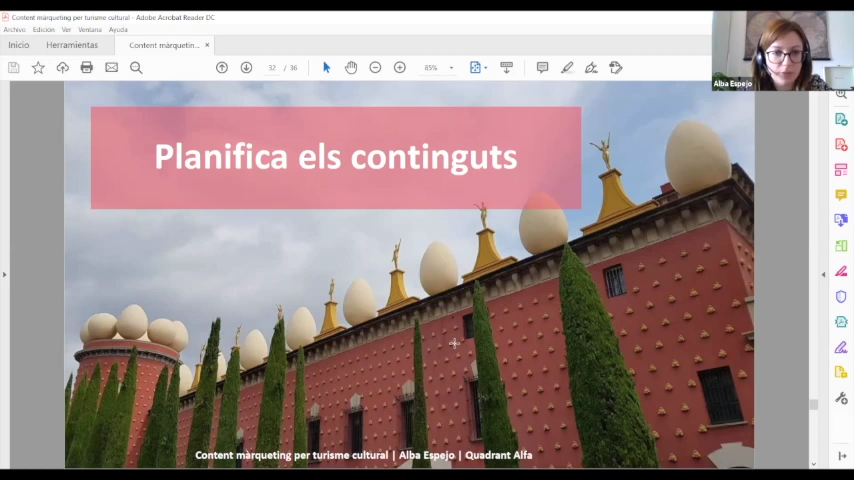 Content màrqueting per turisme cultural - Adobe Acrobat Reader DC
Archivo Edición Ver Ventana Ayuda
Inicio Herramientas Content màrquetin... ×
32 / 36 85%
Alba Espejo
Planifica els continguts
Content màrqueting per turisme cultural | Alba Espejo | Quadrant Alfa